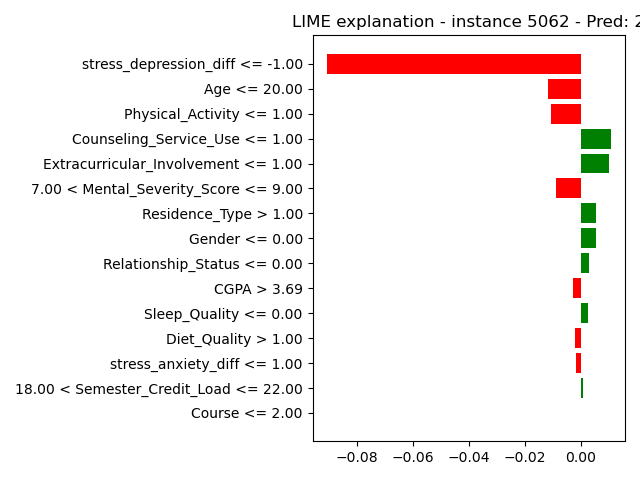 LIME explanation - instance 5062 - Pred: 2
stress_depression_diff <= -1.00
Age <= 20.00
Physical_Activity <= 1.00
Counseling_Service_Use <= 1.00
Extracurricular_Involvement <= 1.00
7.00 < Mental_Severity_Score <= 9.00
Residence_Type > 1.00
Gender <= 0.00
Relationship_Status <= 0.00
CGPA > 3.69
Sleep_Quality <= 0.00
Diet_Quality > 1.00
stress_anxiety_diff <= 1.00
18.00 < Semester_Credit_Load <= 22.00
Course <= 2.00
−0.08 −0.06 −0.04 −0.02 0.00